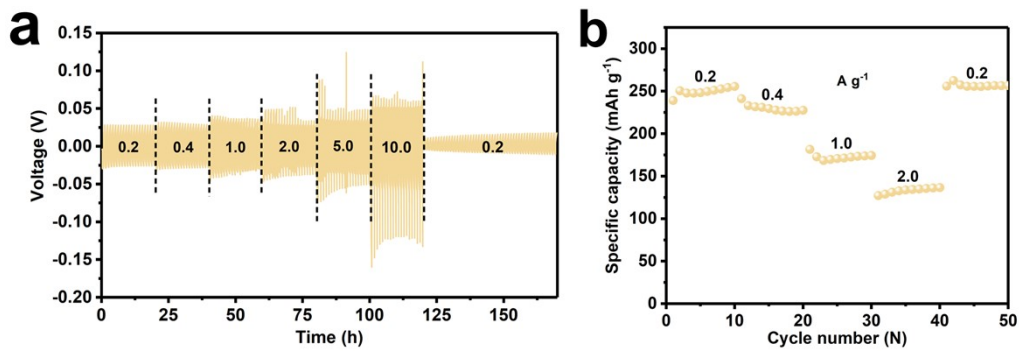 a
0.15
0.10
0.05
0.00
-0.05
-0.10
-0.15
-0.20
Voltage (V)
0.2 0.4 1.0 2.0 5.0 10.0 0.2
0 25 50 75 100 125 150
Time (h)
b
300
250
200
150
100
50
0
Specific capacity (mAh g⁻¹)
0.2 0.4 1.0 2.0 0.2
A g⁻¹
0 10 20 30 40 50
Cycle number (N)